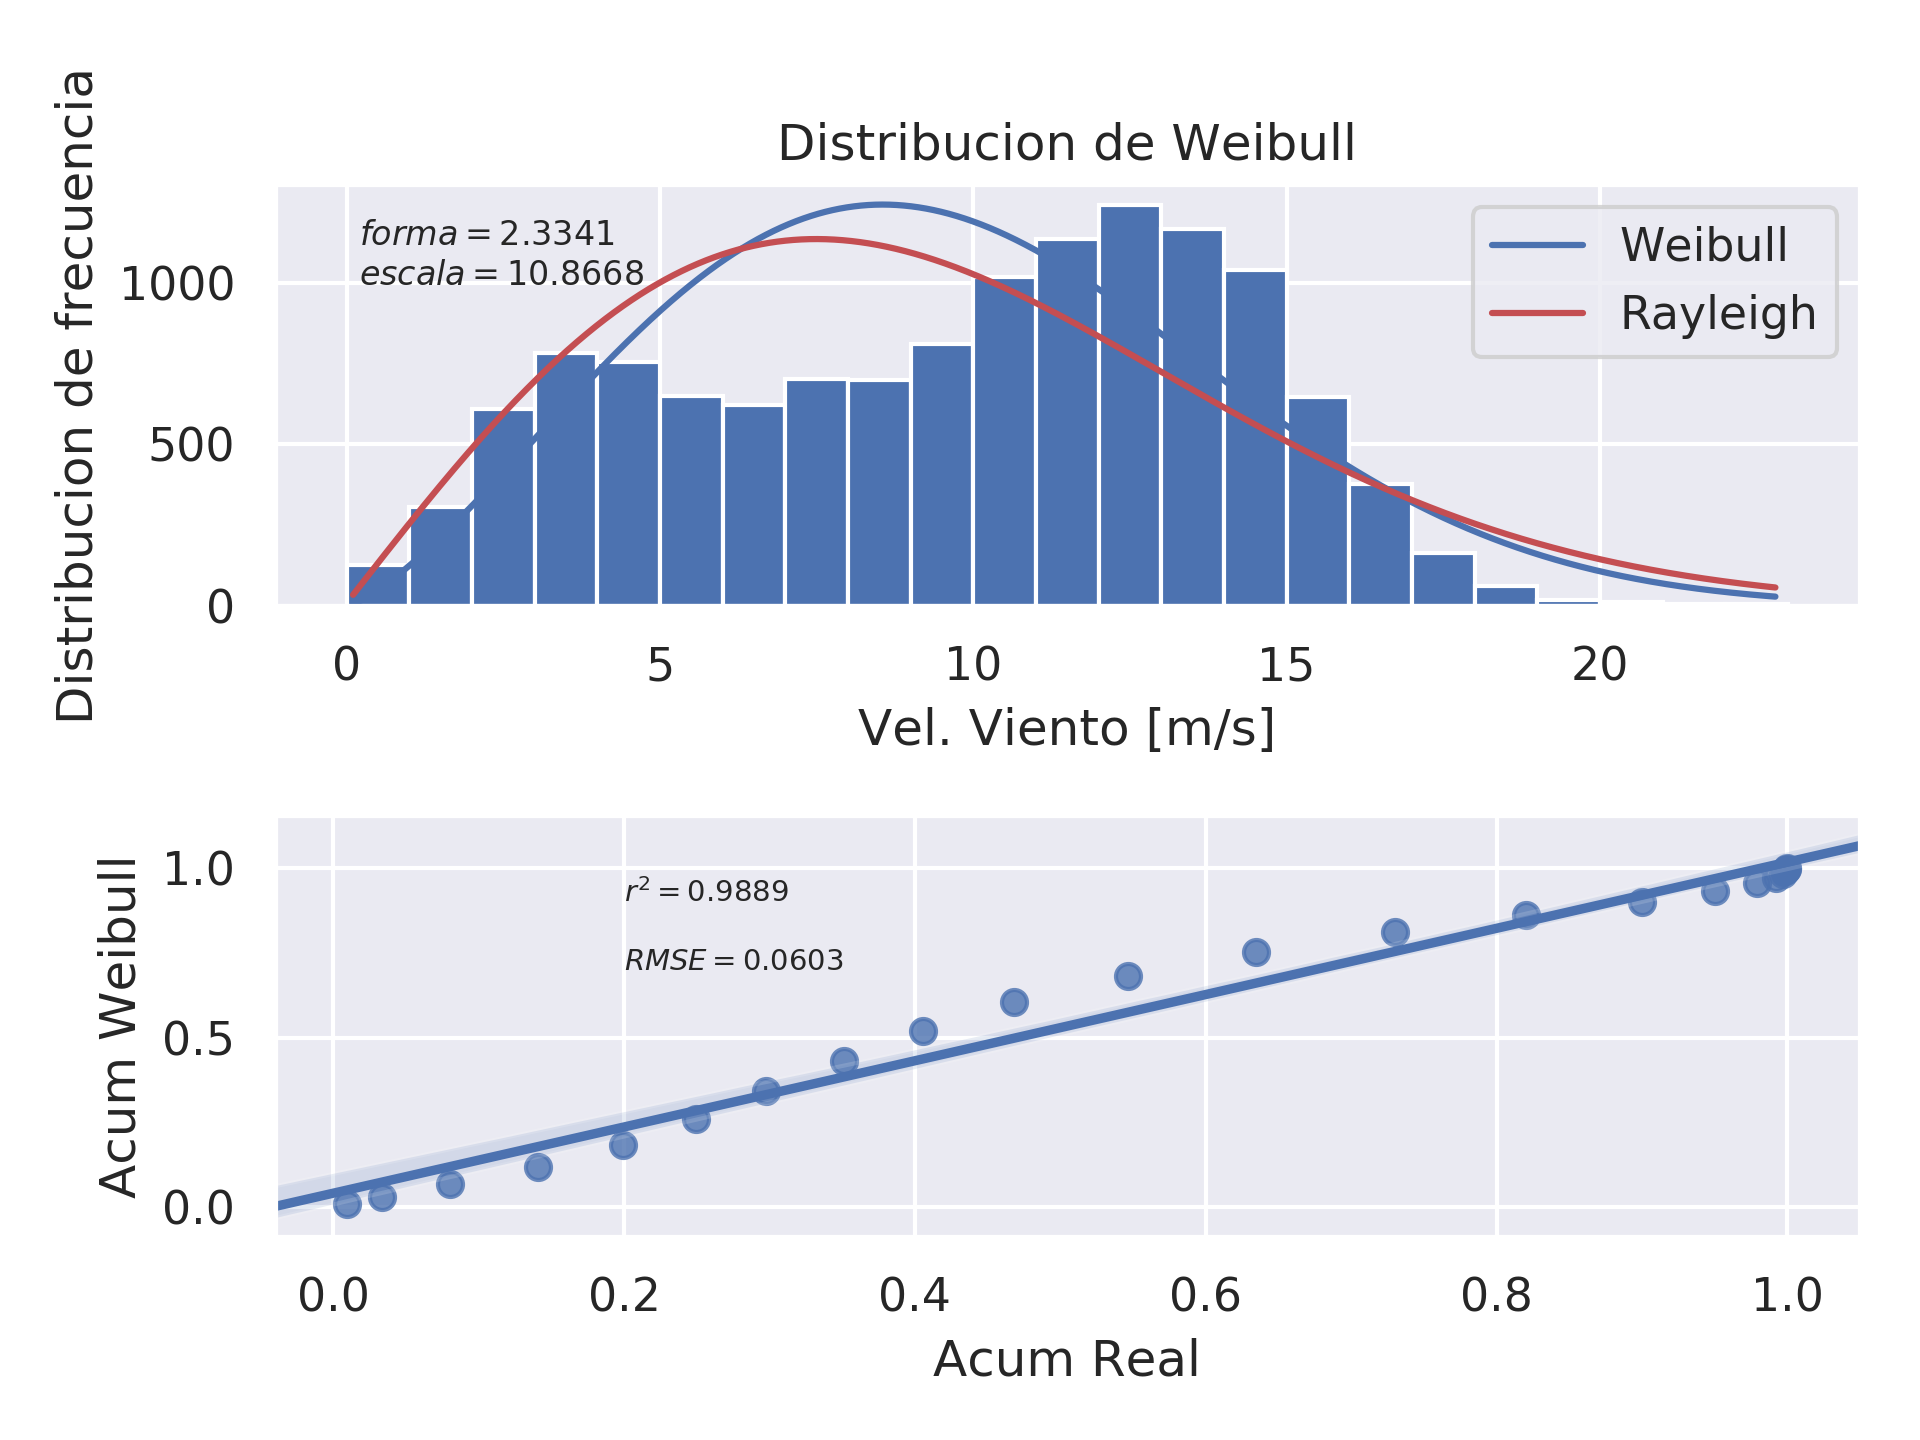 Distribucion de Weibull
Distribucion de frecuencia
forma = 2.3341
escala = 10.8668
Weibull
Rayleigh
1000
500
0
0 5 10 15 20
Vel. Viento [m/s]
Acum Weibull
r² = 0.9889
RMSE = 0.0603
1.0
0.5
0.0
0.0 0.2 0.4 0.6 0.8 1.0
Acum Real